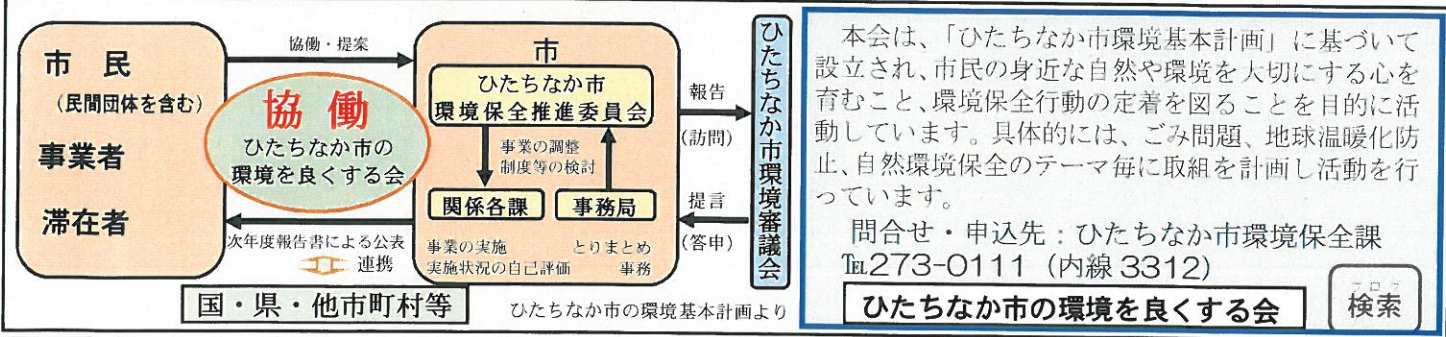 市 民
(民間団体を含む)
事業者
滞在者
協働・提案
協 働
ひたちなか市の
環境を良くする会
次年度報告書による公表
連携
国・県・他市町村等
市
ひたちなか市
環境保全推進委員会
事業の調整
制度等の検討
関係各課
事務局
事業の実施
実施状況の自己評価
とりまとめ
事務
報告
(訪問)
提言
(答申)
ひたちなか市環境審議会
ひたちなか市の環境基本計画より
本会は、「ひたちなか市環境基本計画」に基づいて
設立され、市民の身近な自然や環境を大切にする心を
育むこと、環境保全行動の定着を図ることを目的に活
動しています。具体的には、ごみ問題、地球温暖化防
止、自然環境保全のテーマ毎に取組を計画し活動を行
っています。
問合せ・申込先:ひたちなか市環境保全課
℡273-0111 (内線 3312)
ひたちなか市の環境を良くする会
ブログ
検索